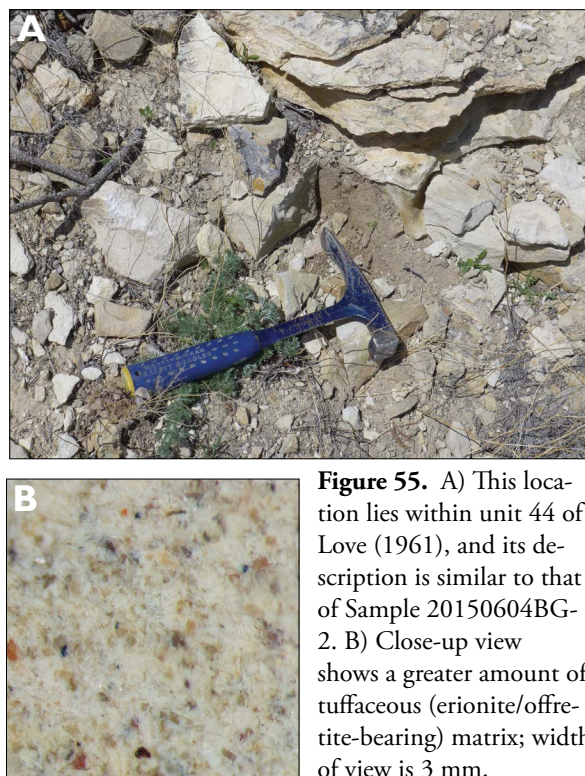 A
B
Figure 55. A) This loca-
tion lies within unit 44 of
Love (1961), and its de-
scription is similar to that
of Sample 20150604BG-
2. B) Close-up view
shows a greater amount of
tuffaceous (erionite/offre-
tite-bearing) matrix; width
of view is 3 mm.